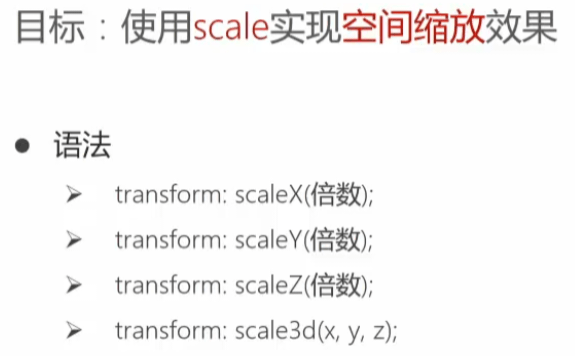 目标：使用scale实现空间缩放效果
● 语法
➢ transform: scaleX(倍数);
➢ transform: scaleY(倍数);
➢ transform: scaleZ(倍数);
➢ transform: scale3d(x, y, z);